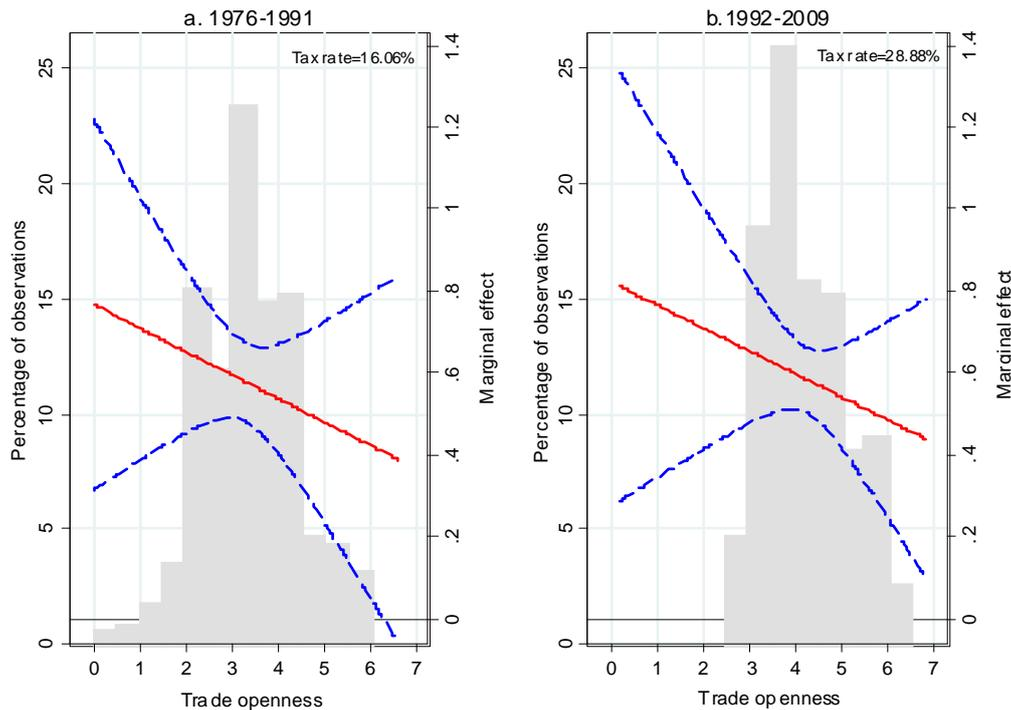 a. 1976-1991
Tax rate=16.06%
25
20
15
10
5
0
Percentage of observations
1.4
1.2
1
.8
.6
.4
.2
0
Marginal effect
0 1 2 3 4 5 6 7
Trade openness
b.1992-2009
Tax rate=28.88%
25
20
15
10
5
0
Percentage of observations
1.4
1.2
1
.8
.6
.4
.2
0
Marginal effect
0 1 2 3 4 5 6 7
Trade openness